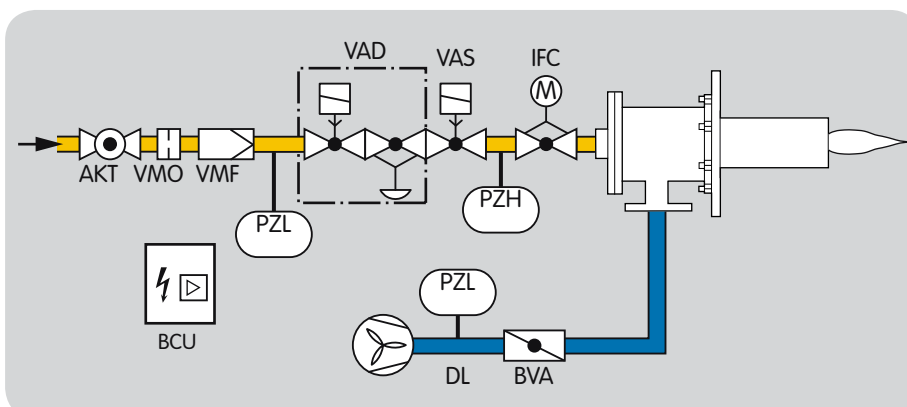 VAD
VAS
IFC
M
AKT
VMO
VMF
PZL
PZH
BCU
PZL
DL
BVA